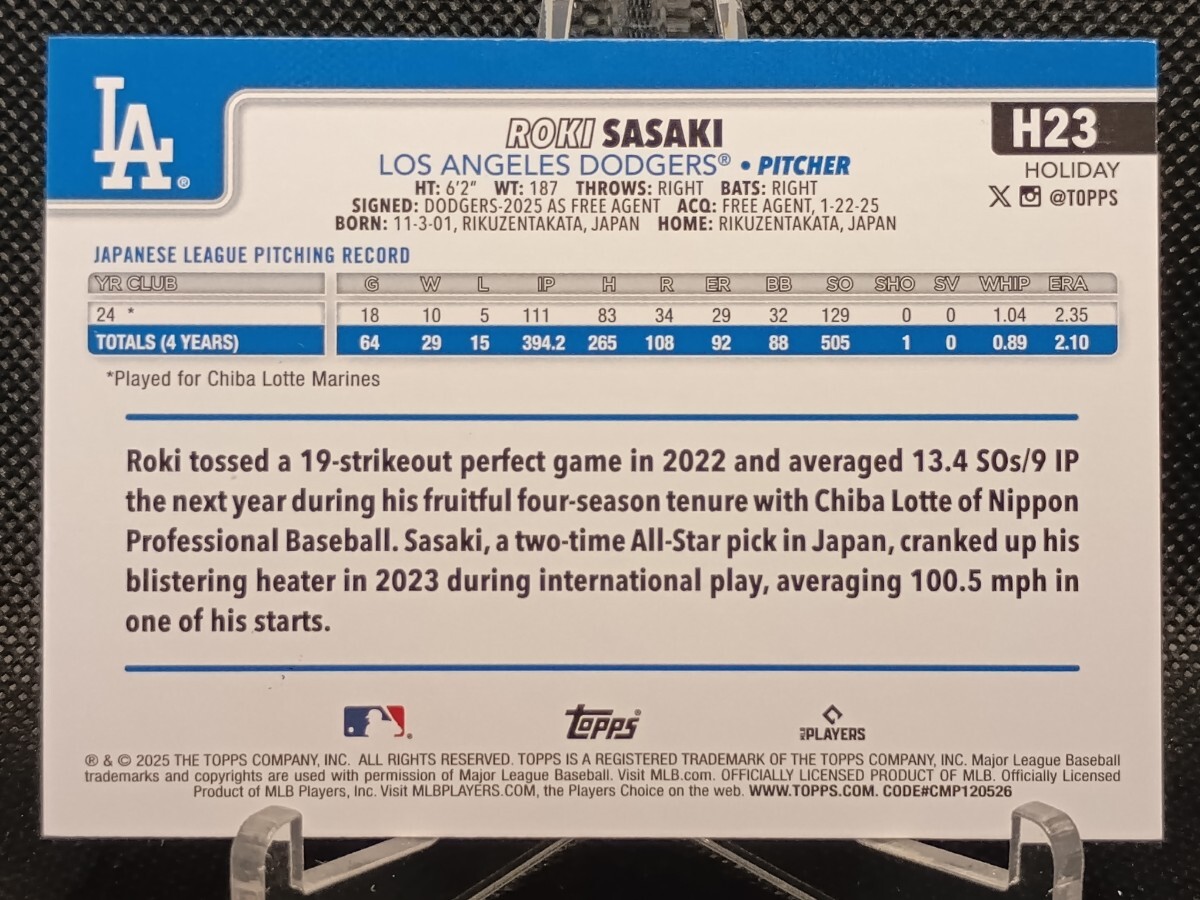 LA®
ROKI SASAKI
H23
LOS ANGELES DODGERS® • PITCHER
HOLIDAY
HT: 6'2" WT: 187 THROWS: RIGHT BATS: RIGHT
@TOPPS
SIGNED: DODGERS-2025 AS FREE AGENT ACQ: FREE AGENT, 1-22-25
BORN: 11-3-01, RIKUZENTAKATA, JAPAN HOME: RIKUZENTAKATA, JAPAN
JAPANESE LEAGUE PITCHING RECORD
YR CLUB G W L IP H R ER BB SO SHO SV WHIP ERA
24 * 18 10 5 111 83 34 29 32 129 0 0 1.04 2.35
TOTALS (4 YEARS) 64 29 15 394.2 265 108 92 88 505 1 0 0.89 2.10
*Played for Chiba Lotte Marines
Roki tossed a 19-strikeout perfect game in 2022 and averaged 13.4 SOs/9 IP
the next year during his fruitful four-season tenure with Chiba Lotte of Nippon
Professional Baseball. Sasaki, a two-time All-Star pick in Japan, cranked up his
blistering heater in 2023 during international play, averaging 100.5 mph in
one of his starts.
Topps® MLB PLAYERS
® & © 2025 THE TOPPS COMPANY, INC. ALL RIGHTS RESERVED. TOPPS IS A REGISTERED TRADEMARK OF THE TOPPS COMPANY, INC. Major League Baseball
trademarks and copyrights are used with permission of Major League Baseball. Visit MLB.com. OFFICIALLY LICENSED PRODUCT OF MLB. Officially Licensed
Product of MLB Players, Inc. Visit MLBPLAYERS.COM, the Players Choice on the web. WWW.TOPPS.COM. CODE#CMP120526